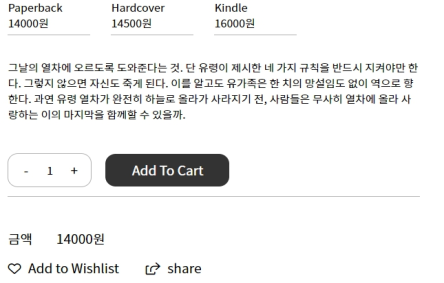 Paperback Hardcover Kindle
14000원 14500원 16000원
그날의 열차에 오르도록 도와준다는 것. 단 유령이 제시한 네 가지 규칙을 반드시 지켜야만 한
다. 그렇지 않으면 자신도 죽게 된다. 이를 알고도 유가족은 한 치의 망설임도 없이 역으로 향
한다. 과연 유령 열차가 완전히 하늘로 올라가 사라지기 전, 사람들은 무사히 열차에 올라 사
랑하는 이의 마지막을 함께할 수 있을까.
- 1 + Add To Cart
금액 14000원
Add to Wishlist share